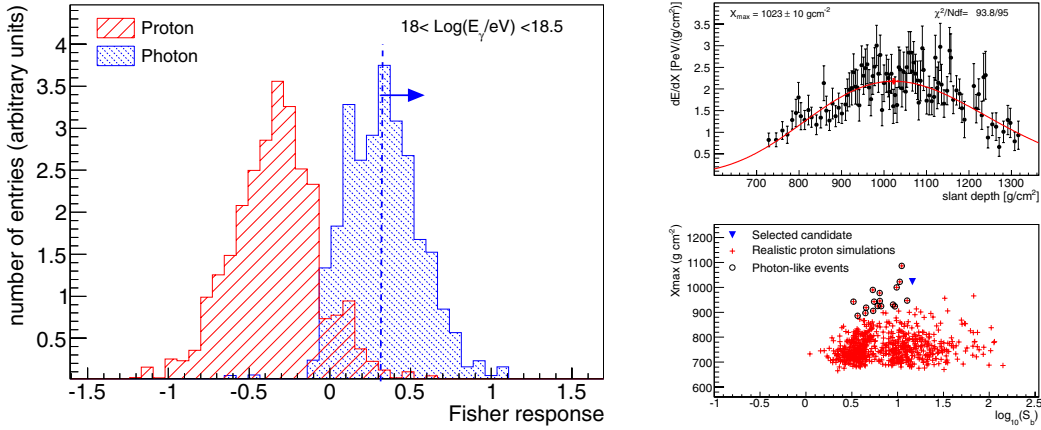 Proton
Photon
18< Log(E_γ/eV) <18.5
number of entries (arbitrary units)
4
3.5
3
2.5
2
1.5
1
0.5
-1.5 -1 -0.5 0 0.5 1 1.5
Fisher response
X_max = 1023 ± 10 gcm⁻²
χ²/Ndf= 93.8/95
dE/dX [PeV/(g/cm²)]
3.5
3
2.5
2
1.5
1
0.5
700 800 900 1000 1100 1200 1300
slant depth [g/cm²]
Selected candidate
Realistic proton simulations
Photon-like events
Xmax (g cm⁻²)
1200
1100
1000
900
800
700
600
-1 -0.5 0 0.5 1 1.5 2 2.5
log₁₀(S_b)